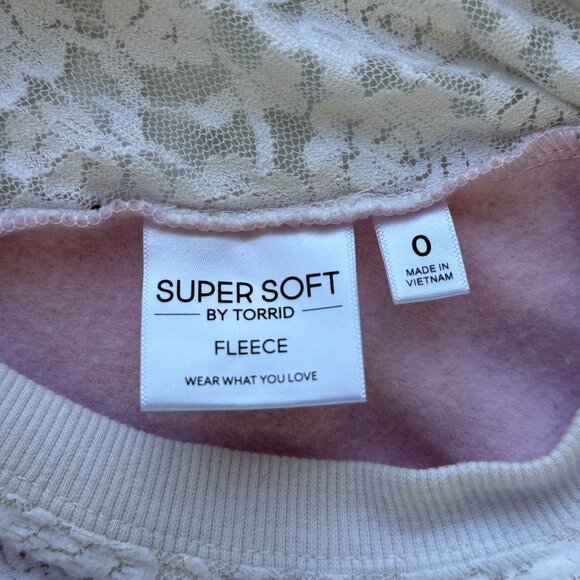 SUPER SOFT
BY TORRID
FLEECE
WEAR WHAT YOU LOVE
0
MADE IN
VIETNAM